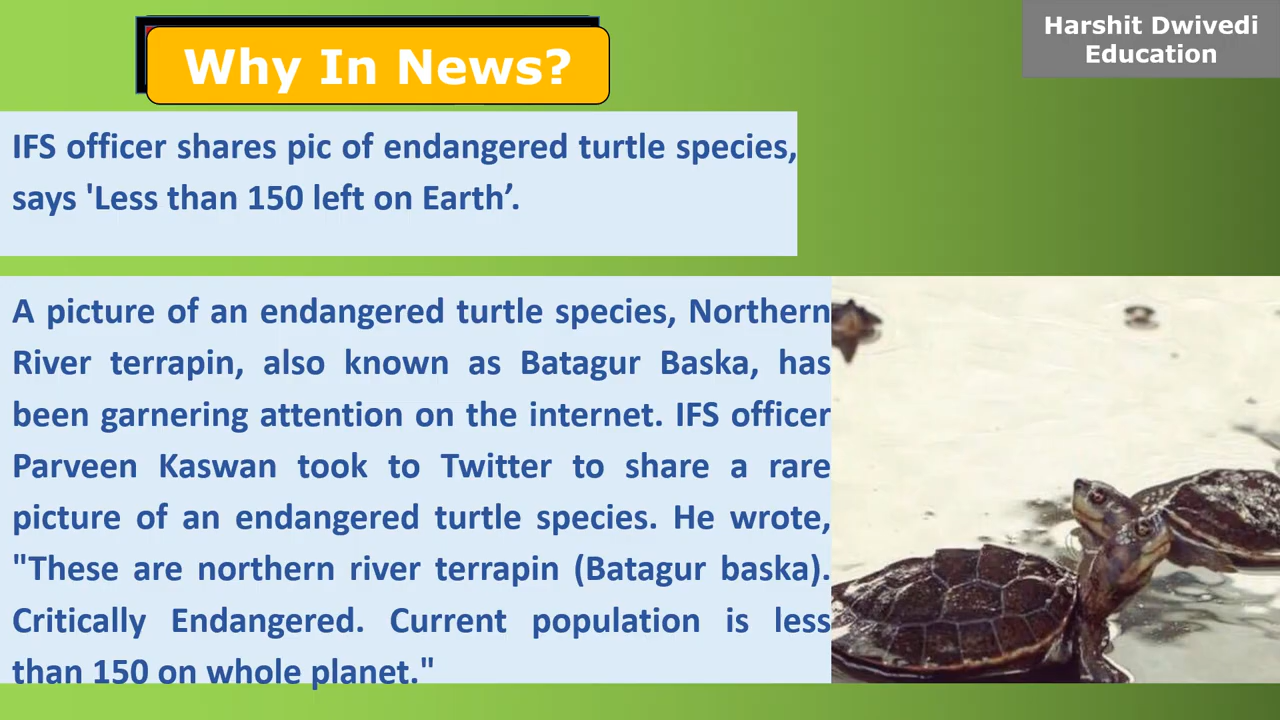 Harshit Dwivedi
Education
Why In News?
IFS officer shares pic of endangered turtle species,
says 'Less than 150 left on Earth’.
A picture of an endangered turtle species, Northern
River terrapin, also known as Batagur Baska, has
been garnering attention on the internet. IFS officer
Parveen Kaswan took to Twitter to share a rare
picture of an endangered turtle species. He wrote,
"These are northern river terrapin (Batagur baska).
Critically Endangered. Current population is less
than 150 on whole planet."